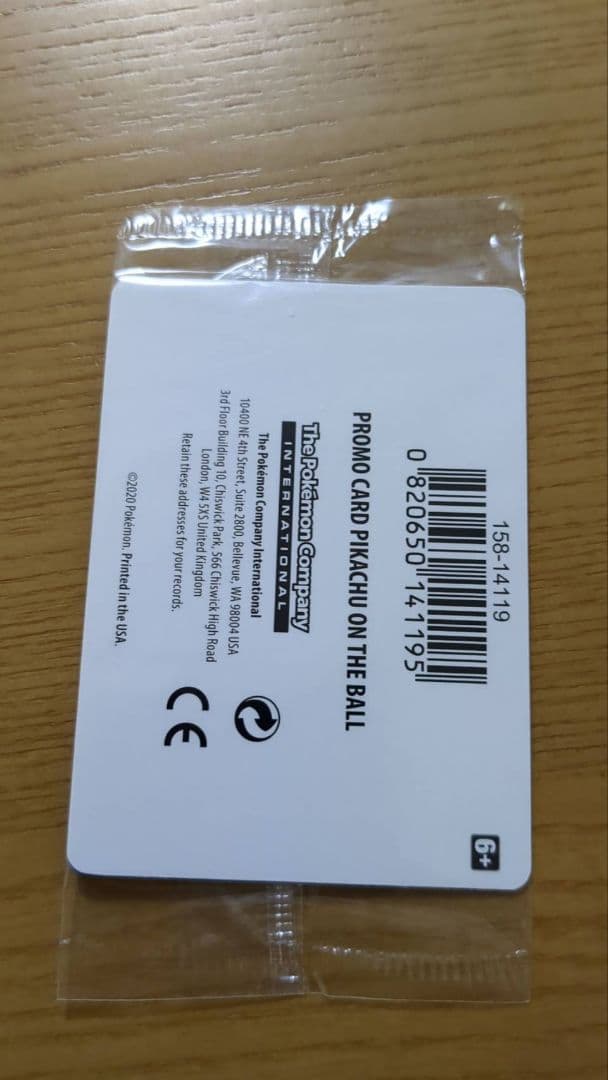 158-14119
0 820650 141195
PROMO CARD PIKACHU ON THE BALL
The Pokémon Company
INTERNATIONAL
The Pokémon Company International
10400 NE 4th Street, Suite 2800, Bellevue, WA 98004 USA
3rd Floor Building 10, Chiswick Park, 566 Chiswick High Road
London, W4 5XS United Kingdom
Retain these addresses for your records.
CE
©2020 Pokémon. Printed in the USA.
6+